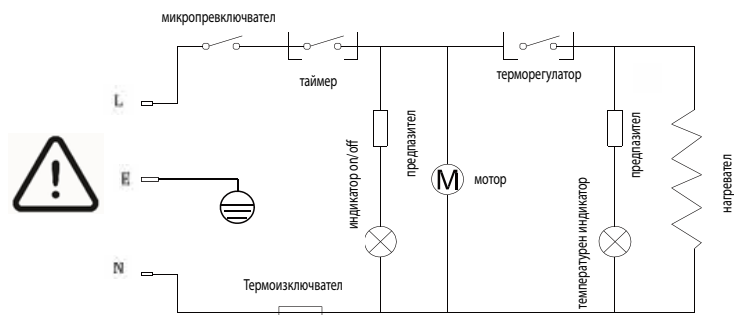 микропревключвател
таймер
терморегулатор
L
предпазител
предпазител
индикатор on/off
E
M
мотор
температурен индикатор
нагревател
N
Термоизключвател